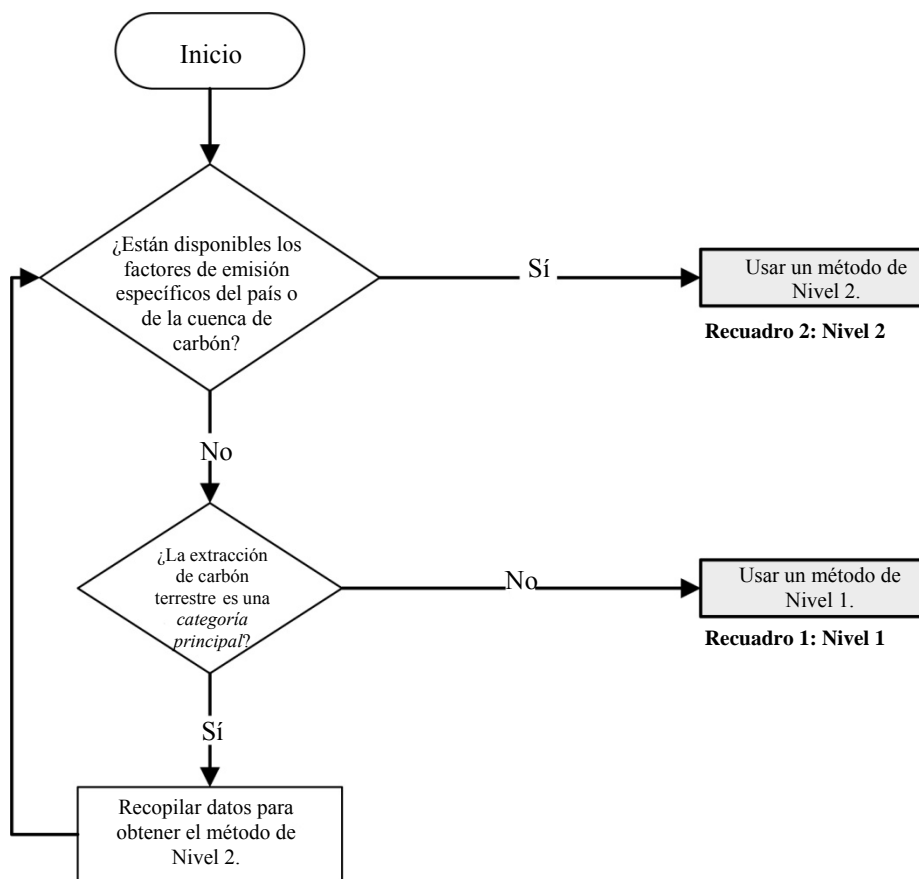 Inicio
¿Están disponibles los
factores de emisión
específicos del país o
de la cuenca de
carbón?
Sí
Usar un método de
Nivel 2.
Recuadro 2: Nivel 2
No
¿La extracción
de carbón
terrestre es una
categoría
principal?
No
Usar un método de
Nivel 1.
Recuadro 1: Nivel 1
Sí
Recopilar datos para
obtener el método de
Nivel 2.